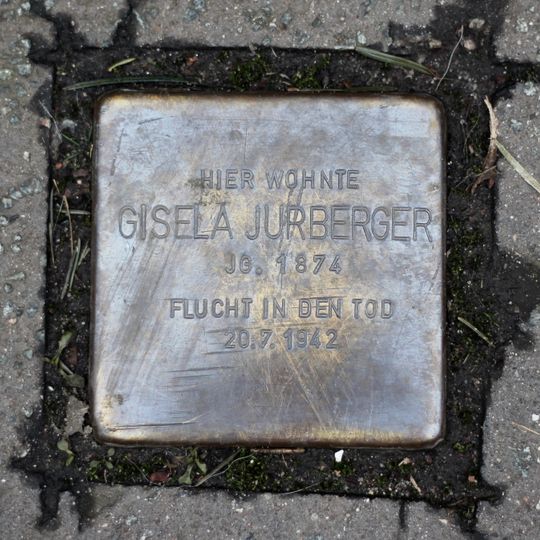 HIER WOHNTE
GISELA JURBERGER
JG. 1874
FLUCHT IN DEN TOD
20.7.1942